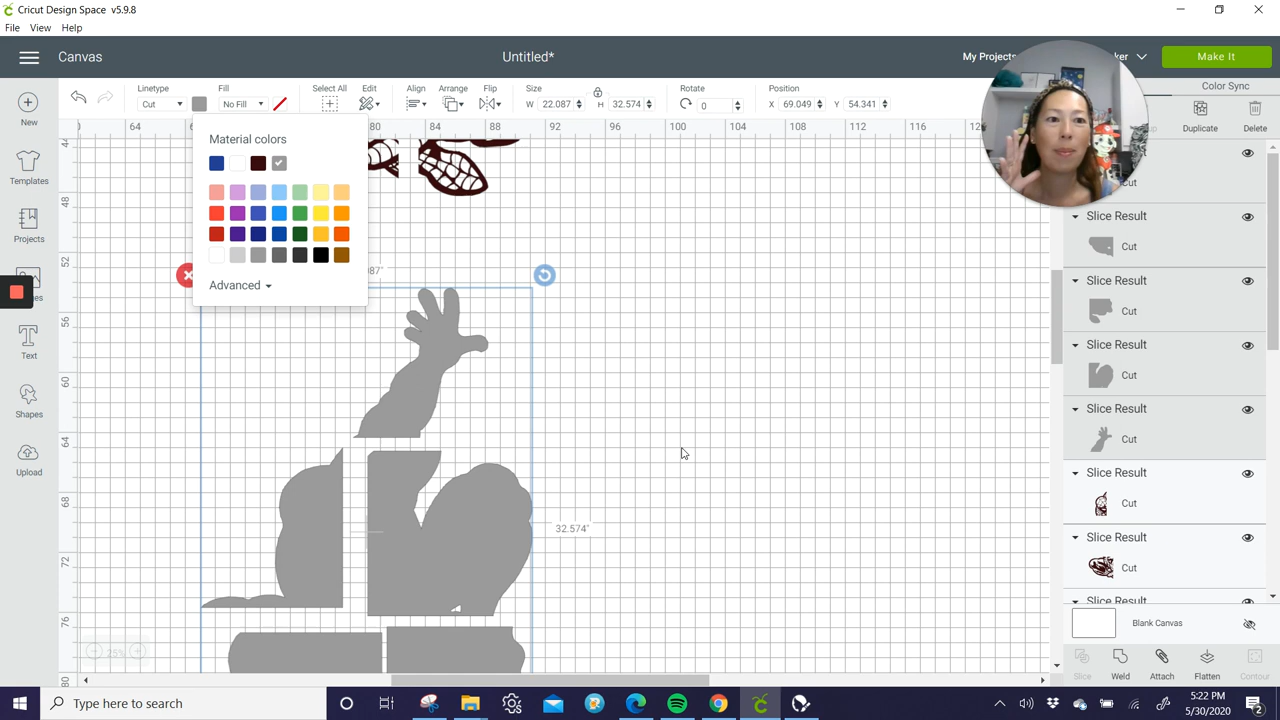 Cricut Design Space v5.9.8
File View Help
Canvas
Untitled*
My Projects
Make It
Linetype
Cut
Fill
No Fill
Select All
Edit
Align
Arrange
Flip
Size
W 22.087
H 32.574
Rotate
0
Position
X 69.049
Y 54.341
Color Sync
Duplicate
Delete
New
Templates
Projects
Text
Shapes
Upload
64 80 84 88 92 96 100 104 108 112 116
48
52
56
60
64
68
72
76
80
Material colors
Advanced
32.574"
25%
Cut
Slice Result
Cut
Slice Result
Cut
Slice Result
Cut
Slice Result
Cut
Slice Result
Cut
Slice Result
Cut
Slice Result
Blank Canvas
Slice
Weld
Attach
Flatten
Contour
Type here to search
5:22 PM
5/30/2020
2